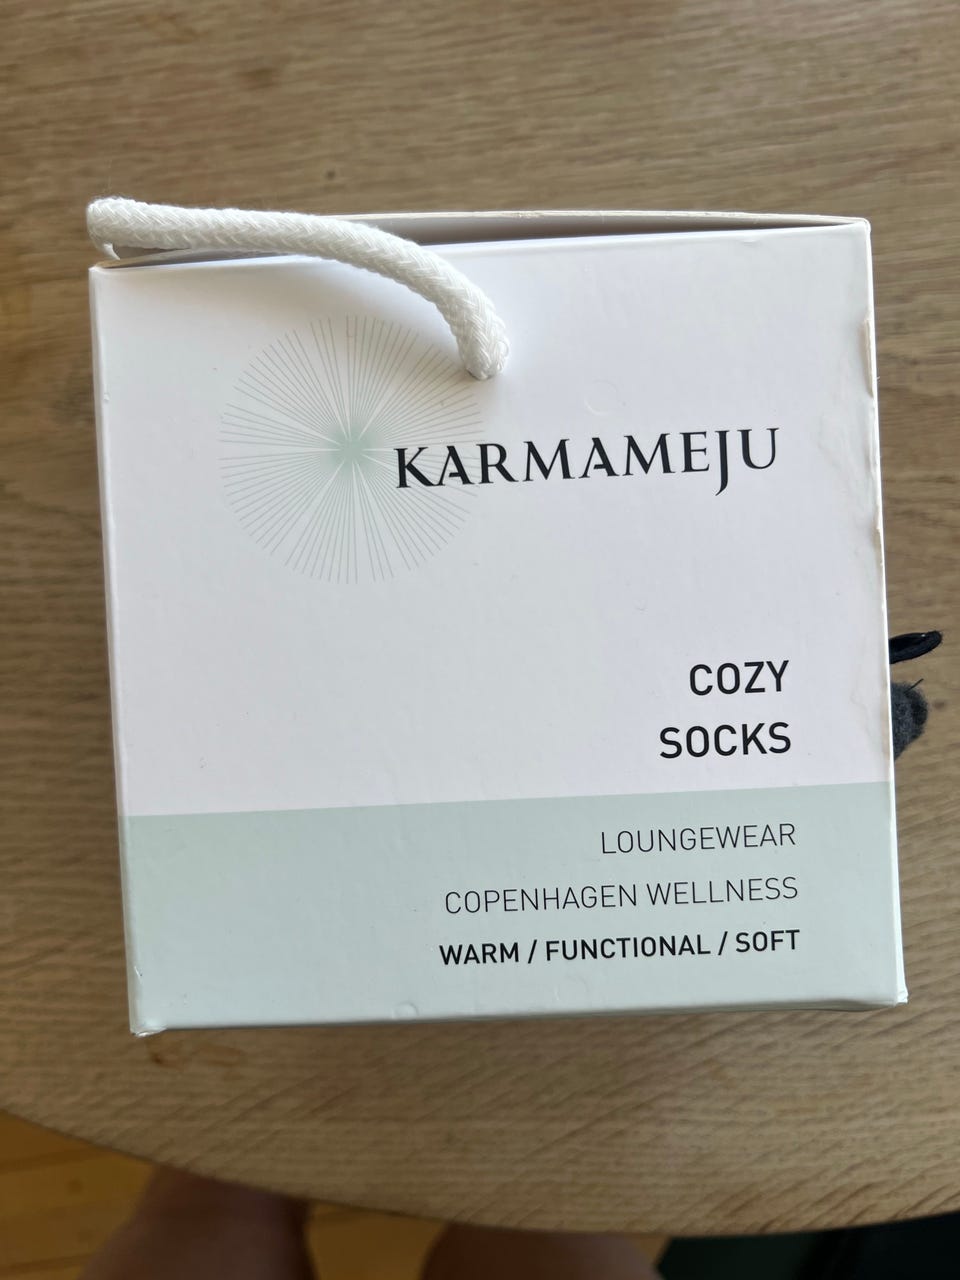 KARMAMEJU
COZY
SOCKS
LOUNGEWEAR
COPENHAGEN WELLNESS
WARM / FUNCTIONAL / SOFT